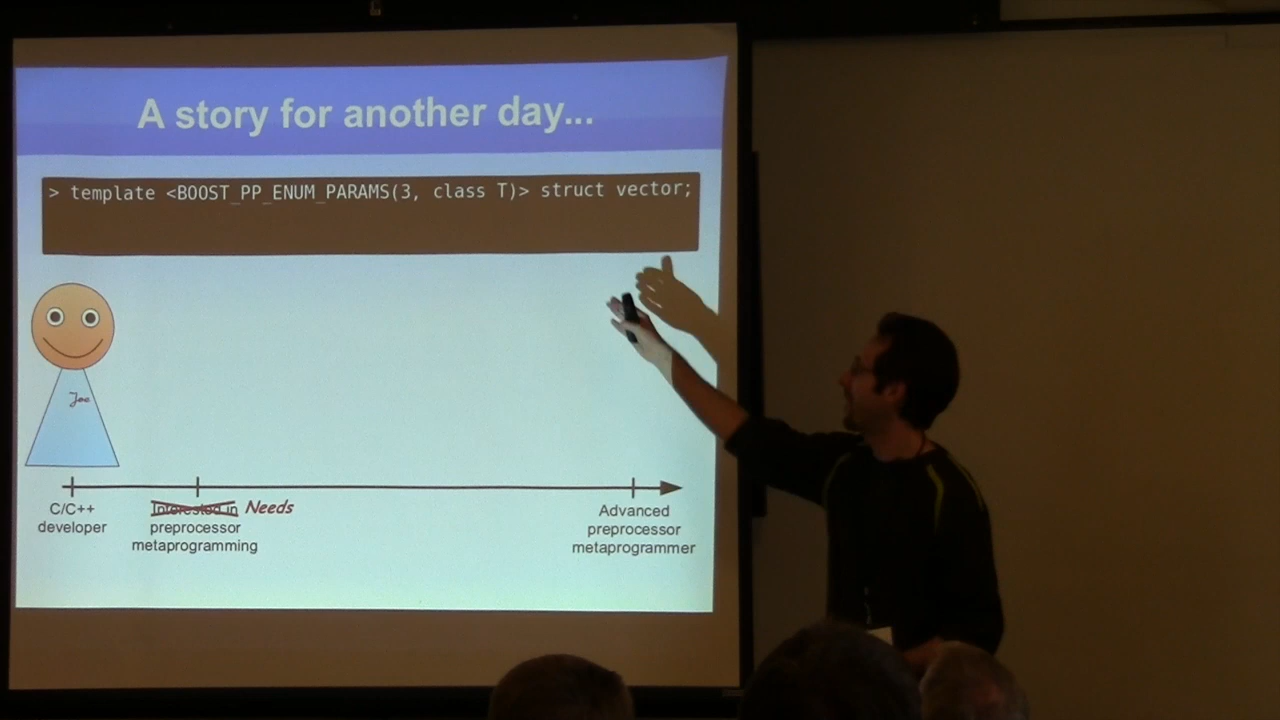 A story for another day...
> template <BOOST_PP_ENUM_PARAMS(3, class T)> struct vector;
Joe
C/C++
developer
Interested in Needs
preprocessor
metaprogramming
Advanced
preprocessor
metaprogrammer